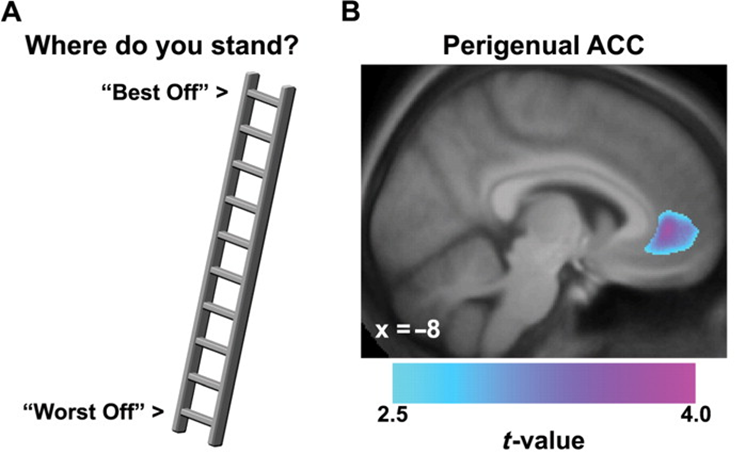 A
Where do you stand?
“Best Off” >
“Worst Off” >
B
Perigenual ACC
x = –8
2.5
4.0
t-value